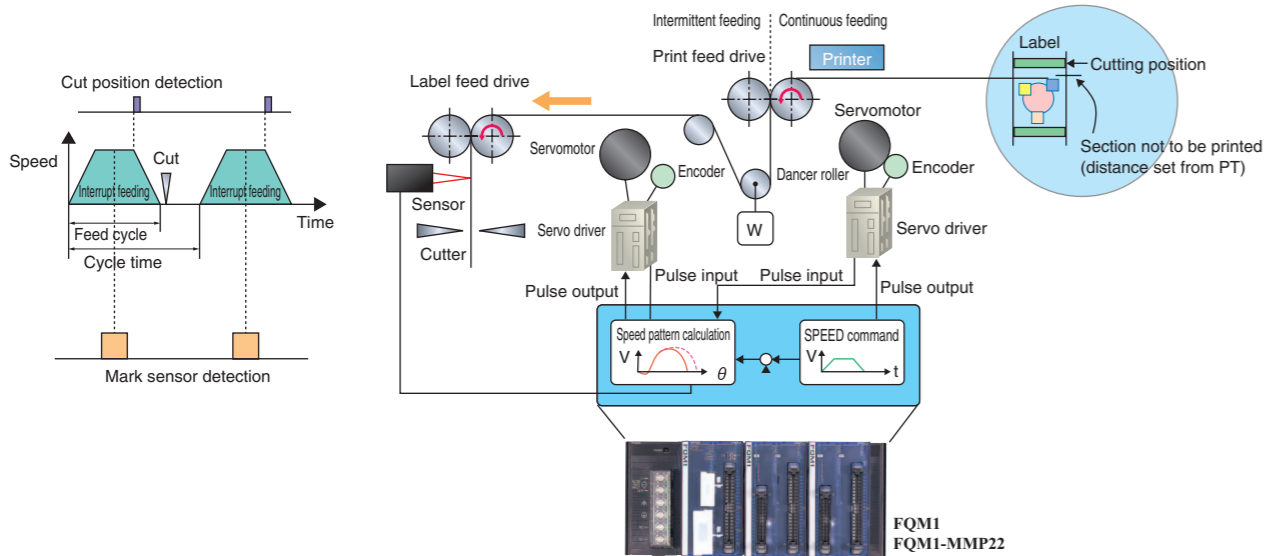 Cut position detection
Speed
Cut
Interrupt feeding
Interrupt feeding
Time
Feed cycle
Cycle time
Mark sensor detection
Intermittent feeding
Continuous feeding
Print feed drive
Printer
Label feed drive
Servomotor
Encoder
Dancer roller
W
Servomotor
Encoder
Sensor
Cutter
Servo driver
Servo driver
Pulse output
Pulse input
Pulse input
Pulse output
Speed pattern calculation
V
θ
SPEED command
V
t
Label
Cutting position
Section not to be printed
(distance set from PT)
FQM1
FQM1
FQM1
FQM1
FQM1-MMP22